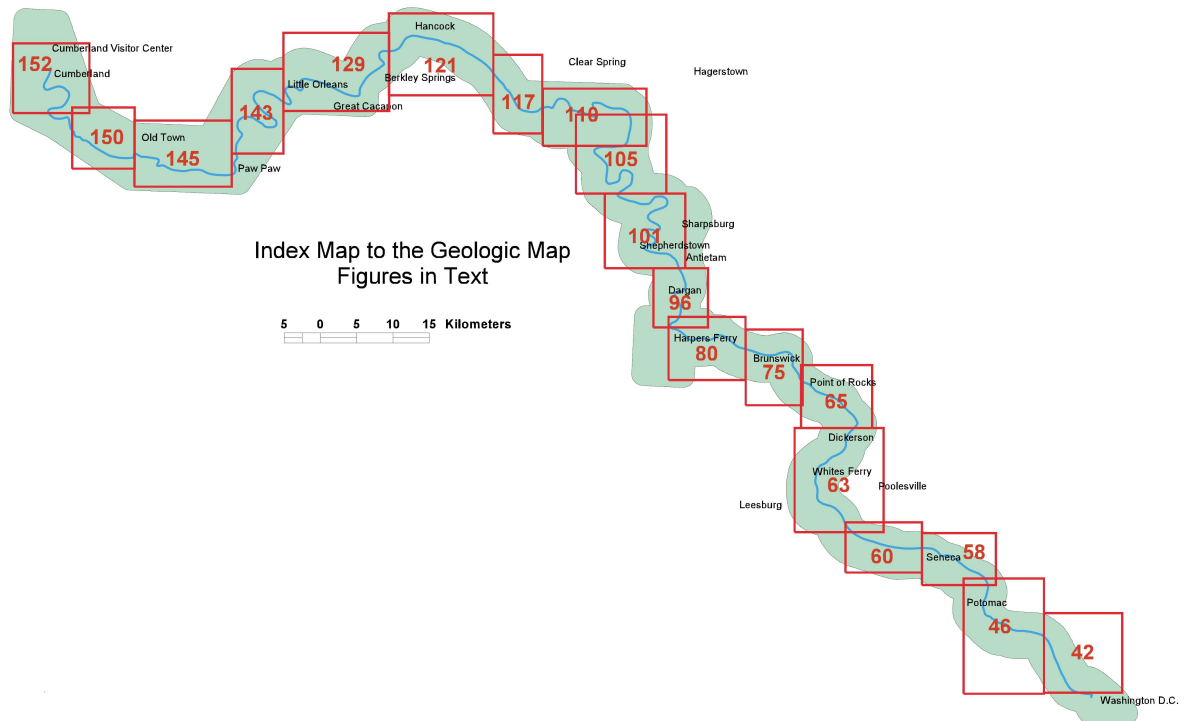 Hancock
Cumberland Visitor Center
152
129
121
Clear Spring
Hagerstown
Cumberland
Berkley Springs
Little Orleans
117
Great Cacapon
143
110
150
Old Town
145
105
Paw Paw
Sharpsburg
101
Shepherdstown
Antietam
Index Map to the Geologic Map
Figures in Text
Dargan
96
5 0 5 10 15 Kilometers
Harpers Ferry
80
Brunswick
75
Point of Rocks
65
Dickerson
Whites Ferry
63
Poolesville
Leesburg
60
Seneca
58
Potomac
46
42
Washington D.C.